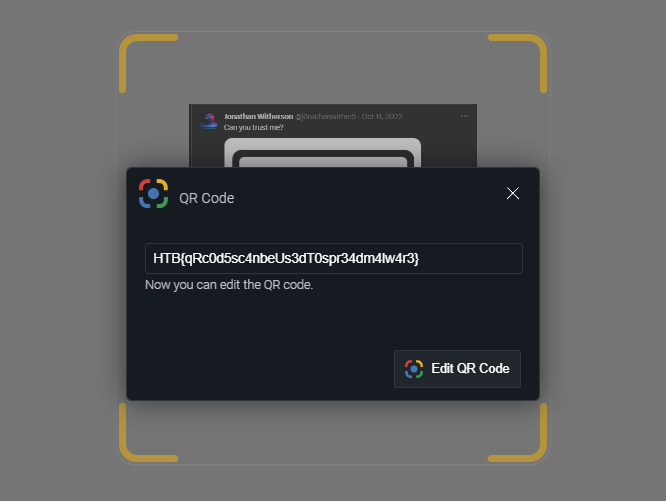 Jonathan Witherson @j0nathanwither5 · Oct 11, 2022
Can you trust me?
QR Code
HTB{qRc0d5sc4nbeUs3dT0spr34dm4lw4r3}
Now you can edit the QR code.
Edit QR Code